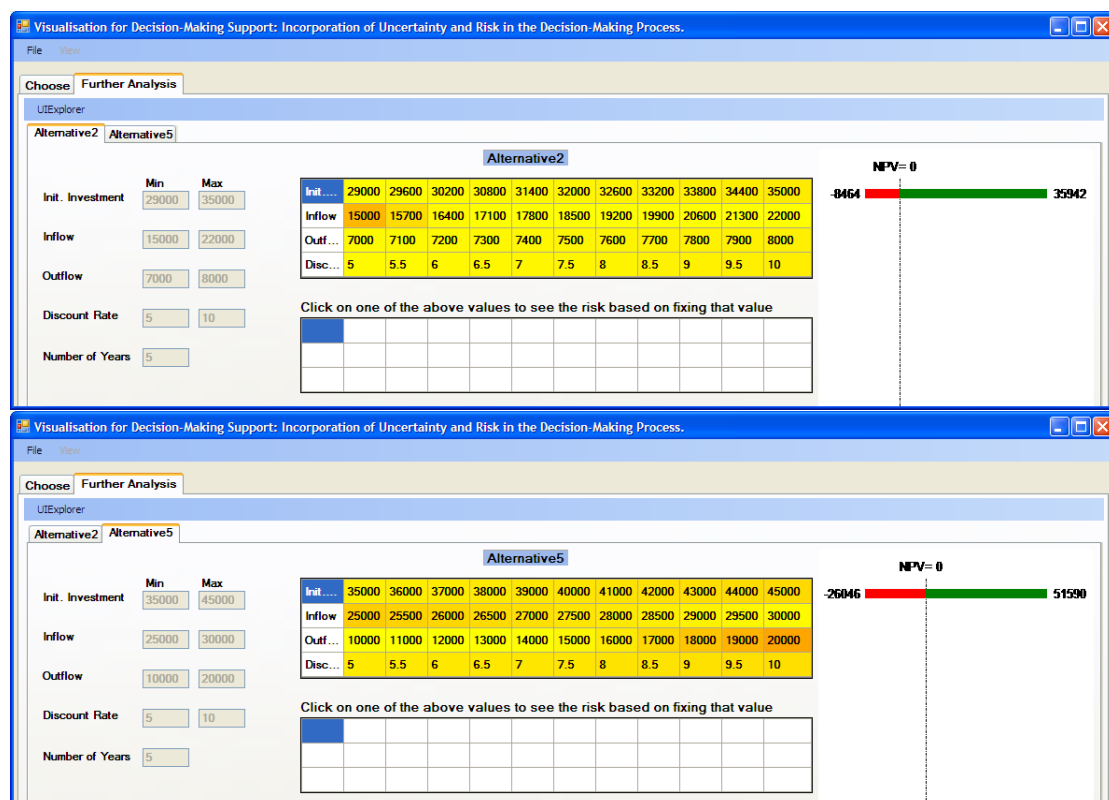 Visualisation for Decision-Making Support: Incorporation of Uncertainty and Risk in the Decision-Making Process.
File View
Choose Further Analysis
UIExplorer
Alternative2 Alternative5
Alternative2
NPV= 0
Min Max
Init. Investment 29000 35000
Init.... 29000 29600 30200 30800 31400 32000 32600 33200 33800 34400 35000
-8464 35942
Inflow 15000 15700 16400 17100 17800 18500 19200 19900 20600 21300 22000
Inflow 15000 22000
Outf... 7000 7100 7200 7300 7400 7500 7600 7700 7800 7900 8000
Disc... 5 5.5 6 6.5 7 7.5 8 8.5 9 9.5 10
Outflow 7000 8000
Click on one of the above values to see the risk based on fixing that value
Discount Rate 5 10
Number of Years 5
Visualisation for Decision-Making Support: Incorporation of Uncertainty and Risk in the Decision-Making Process.
File View
Choose Further Analysis
UIExplorer
Alternative2 Alternative5
Alternative5
NPV= 0
Min Max
Init. Investment 35000 45000
Init.... 35000 36000 37000 38000 39000 40000 41000 42000 43000 44000 45000
-26046 51590
Inflow 25000 25500 26000 26500 27000 27500 28000 28500 29000 29500 30000
Inflow 25000 30000
Outf... 10000 11000 12000 13000 14000 15000 16000 17000 18000 19000 20000
Disc... 5 5.5 6 6.5 7 7.5 8 8.5 9 9.5 10
Outflow 10000 20000
Click on one of the above values to see the risk based on fixing that value
Discount Rate 5 10
Number of Years 5